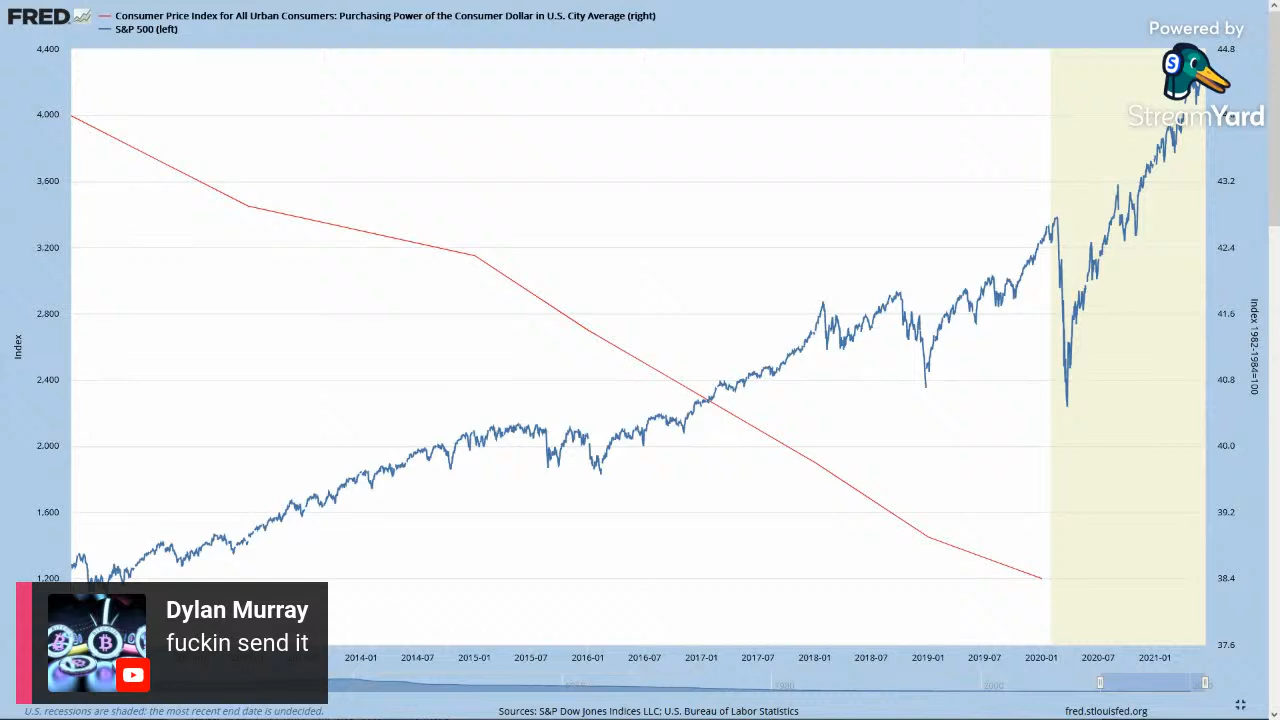 FRED
Consumer Price Index for All Urban Consumers: Purchasing Power of the Consumer Dollar in U.S. City Average (right)
S&P 500 (left)
Powered by
StreamYard
4,400
4,000
3,600
3,200
2,800
2,400
2,000
1,600
1,200
Index
44.8
43.2
42.4
41.6
40.8
40.0
39.2
38.4
37.6
Index 1982-1984=100
Dylan Murray
fuckin send it
2014-01 2014-07 2015-01 2015-07 2016-01 2016-07 2017-01 2017-07 2018-01 2018-07 2019-01 2019-07 2020-01 2020-07 2021-01
1980 2000
U.S. recessions are shaded; the most recent end date is undecided.
Sources: S&P Dow Jones Indices LLC; U.S. Bureau of Labor Statistics
fred.stlouisfed.org